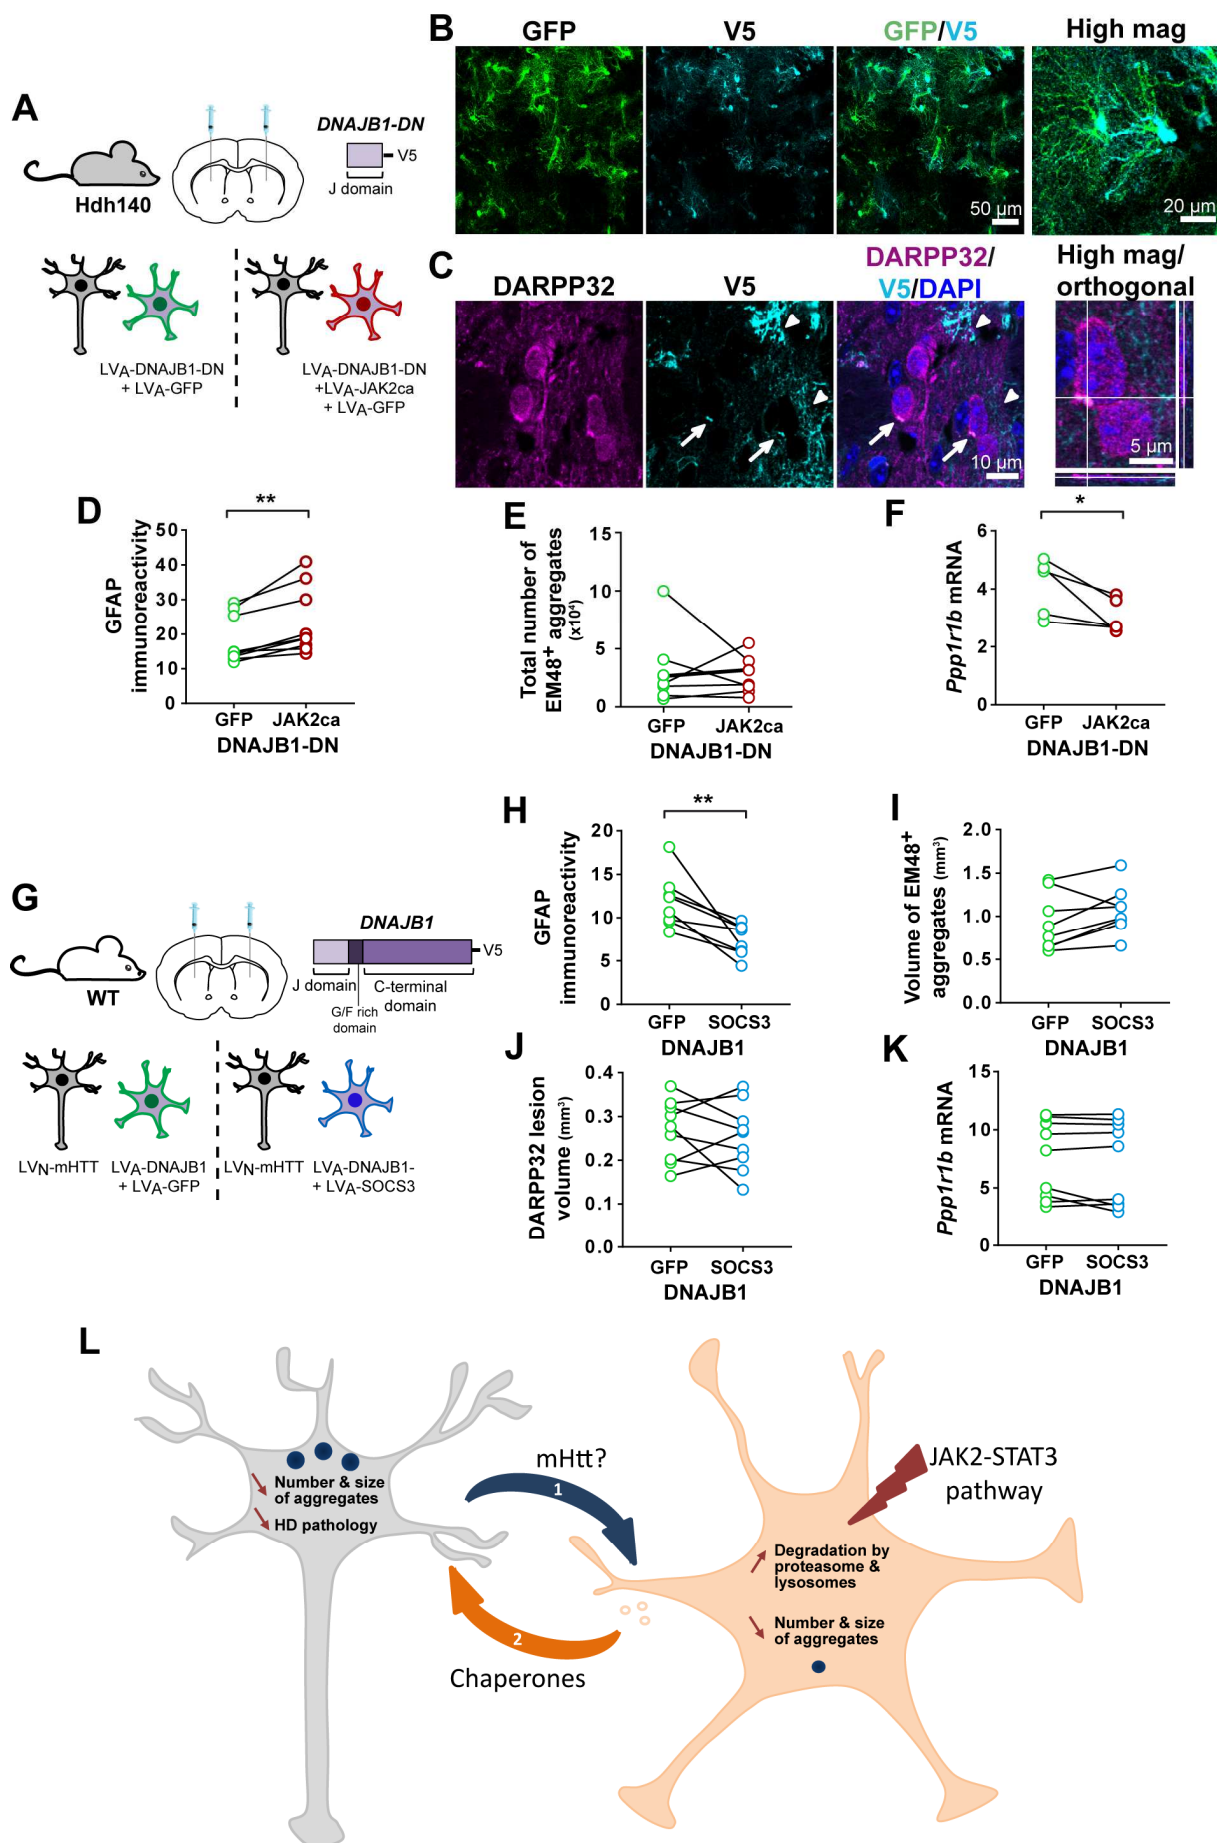 A
Hdh140
DNAJB1-DN
V5
J domain
LVA-DNAJB1-DN
+ LVA-GFP
LVA-DNAJB1-DN
+LVA-JAK2ca
+ LVA-GFP
B
GFP
V5
GFP/V5
High mag
50 µm
20 µm
C
DARPP32
V5
DARPP32/
V5/DAPI
High mag/
orthogonal
10 µm
5 µm
D
**
GFAP
immunoreactivity
50
40
30
20
10
0
GFP JAK2ca
DNAJB1-DN
E
Total number of
EM48⁺ aggregates
(x10⁴)
15
10
5
0
GFP JAK2ca
DNAJB1-DN
F
*
Ppp1r1b mRNA
6
4
2
0
GFP JAK2ca
DNAJB1-DN
G
WT
DNAJB1
V5
J domain
G/F rich
domain
C-terminal
domain
LVN-mHTT
LVA-DNAJB1
+ LVA-GFP
LVN-mHTT
LVA-DNAJB1-
+ LVA-SOCS3
H
**
GFAP
immunoreactivity
20
15
10
5
0
GFP SOCS3
DNAJB1
I
Volume of EM48⁺
aggregates (mm³)
2.0
1.5
1.0
0.5
0.0
GFP SOCS3
DNAJB1
J
DARPP32 lesion
volume (mm³)
0.4
0.3
0.2
0.1
0.0
GFP SOCS3
DNAJB1
K
Ppp1r1b mRNA
15
10
5
0
GFP SOCS3
DNAJB1
L
Number & size
of aggregates
HD pathology
mHtt?
1
2
Chaperones
JAK2-STAT3
pathway
Degradation by
proteasome &
lysosomes
Number & size
of aggregates